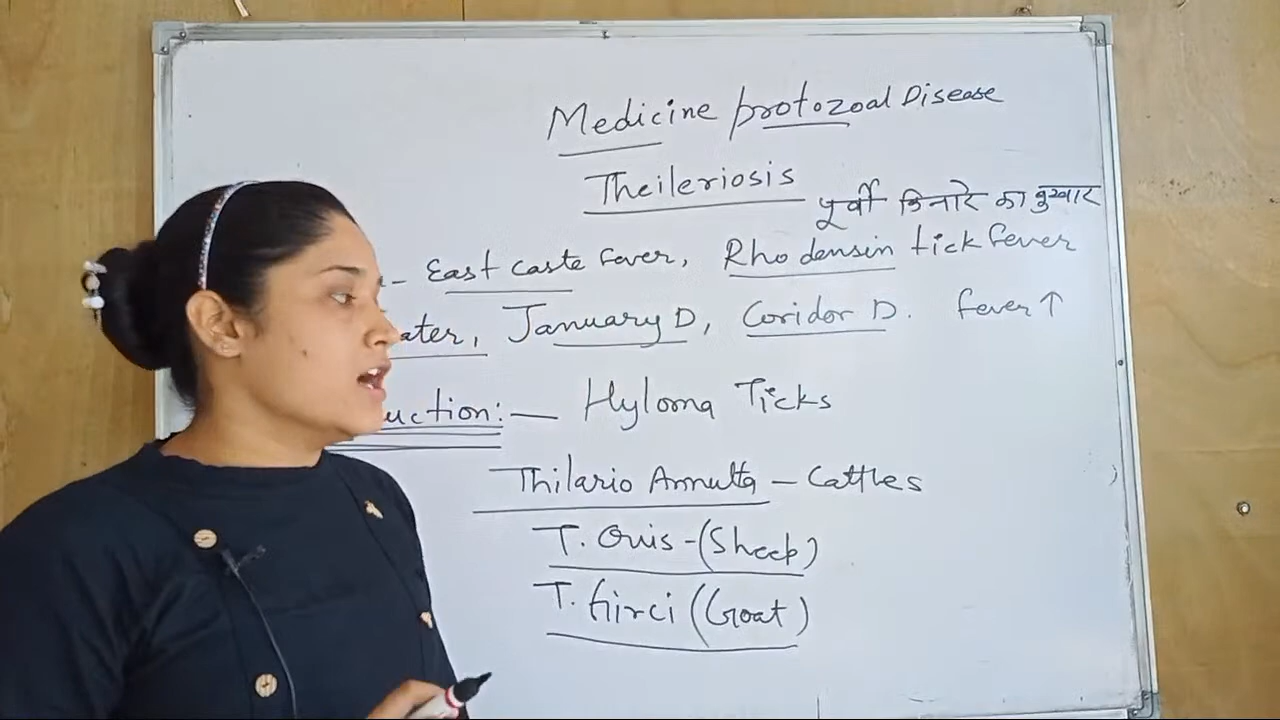 Medicine protozoal Disease
Theileriosis
पूर्वी किनारे का बुखार
- East caste fever, Rhodensin tick fever
ater, January D, Coridor D. fever ↑
uction:— Hyloma Ticks
Thilario Annulta - Cattles
T. Ovis - (Sheep)
T. Girci (Goat)